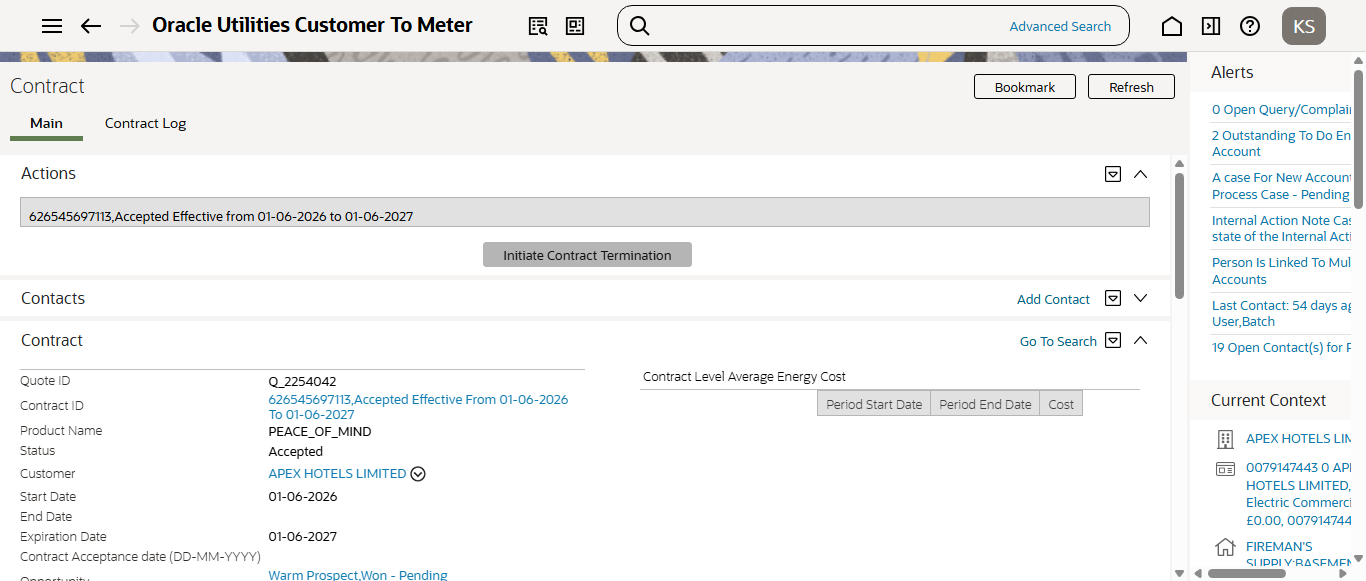 Oracle Utilities Customer To Meter
Advanced Search
KS
Contract
Bookmark
Refresh
Main
Contract Log
Actions
626545697113,Accepted Effective from 01-06-2026 to 01-06-2027
Initiate Contract Termination
Contacts
Add Contact
Contract
Go To Search
Quote ID Q_2254042
Contract ID 626545697113,Accepted Effective From 01-06-2026
To 01-06-2027
Product Name PEACE_OF_MIND
Status Accepted
Customer APEX HOTELS LIMITED
Start Date 01-06-2026
End Date
Expiration Date 01-06-2027
Contract Acceptance date (DD-MM-YYYY)
Opportunity Warm Prospect,Won - Pending
Contract Level Average Energy Cost
Period Start Date Period End Date Cost
Alerts
0 Open Query/Complai
2 Outstanding To Do En
Account
A case For New Account
Process Case - Pending
Internal Action Note Cas
state of the Internal Acti
Person Is Linked To Mul
Accounts
Last Contact: 54 days ag
User,Batch
19 Open Contact(s) for P
Current Context
APEX HOTELS LIM
0079147443 0 API
HOTELS LIMITED,
Electric Commerci
£0.00, 007914744
FIREMAN'S
SUPPLY:BASEMEN